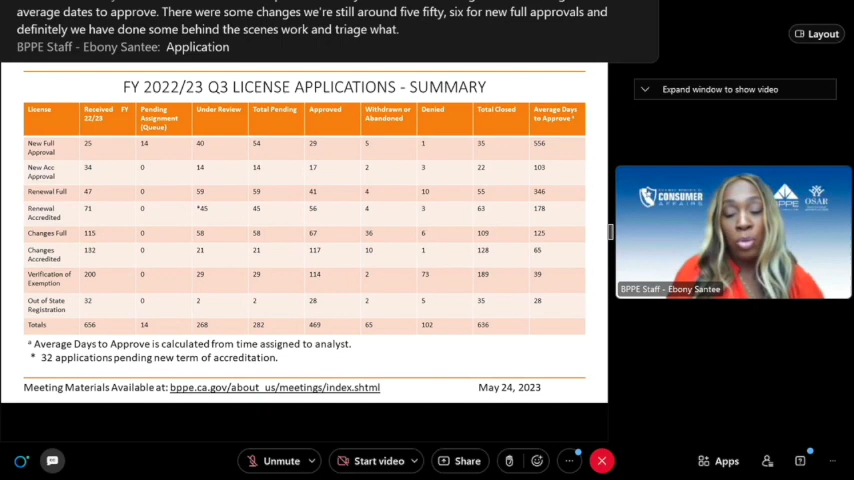 average dates to approve. There were some changes we're still around five fifty, six for new full approvals and
definitely we have done some behind the scenes work and triage what.
BPPE Staff - Ebony Santee: Application
Layout
Expand window to show video
FY 2022/23 Q3 LICENSE APPLICATIONS - SUMMARY
License Received FY 22/23 Pending Assignment (Queue) Under Review Total Pending Approved Withdrawn or Abandoned Denied Total Closed Average Days to Approve ª
New Full Approval 25 14 40 54 29 5 1 35 556
New Acc Approval 34 0 14 14 17 2 3 22 103
Renewal Full 47 0 59 59 41 4 10 55 346
Renewal Accredited 71 0 *45 45 56 4 3 63 178
Changes Full 115 0 58 58 67 36 6 109 125
Changes Accredited 132 0 21 21 117 10 1 128 65
Verification of Exemption 200 0 29 29 114 2 73 189 39
Out of State Registration 32 0 2 2 28 2 5 35 28
Totals 656 14 268 282 469 65 102 636
ª Average Days to Approve is calculated from time assigned to analyst.
* 32 applications pending new term of accreditation.
Meeting Materials Available at: bppe.ca.gov/about_us/meetings/index.shtml May 24, 2023
CONSUMER
AFFAIRS
BPPE
OSAR
BPPE Staff - Ebony Santee
Unmute
Start video
Share
Apps